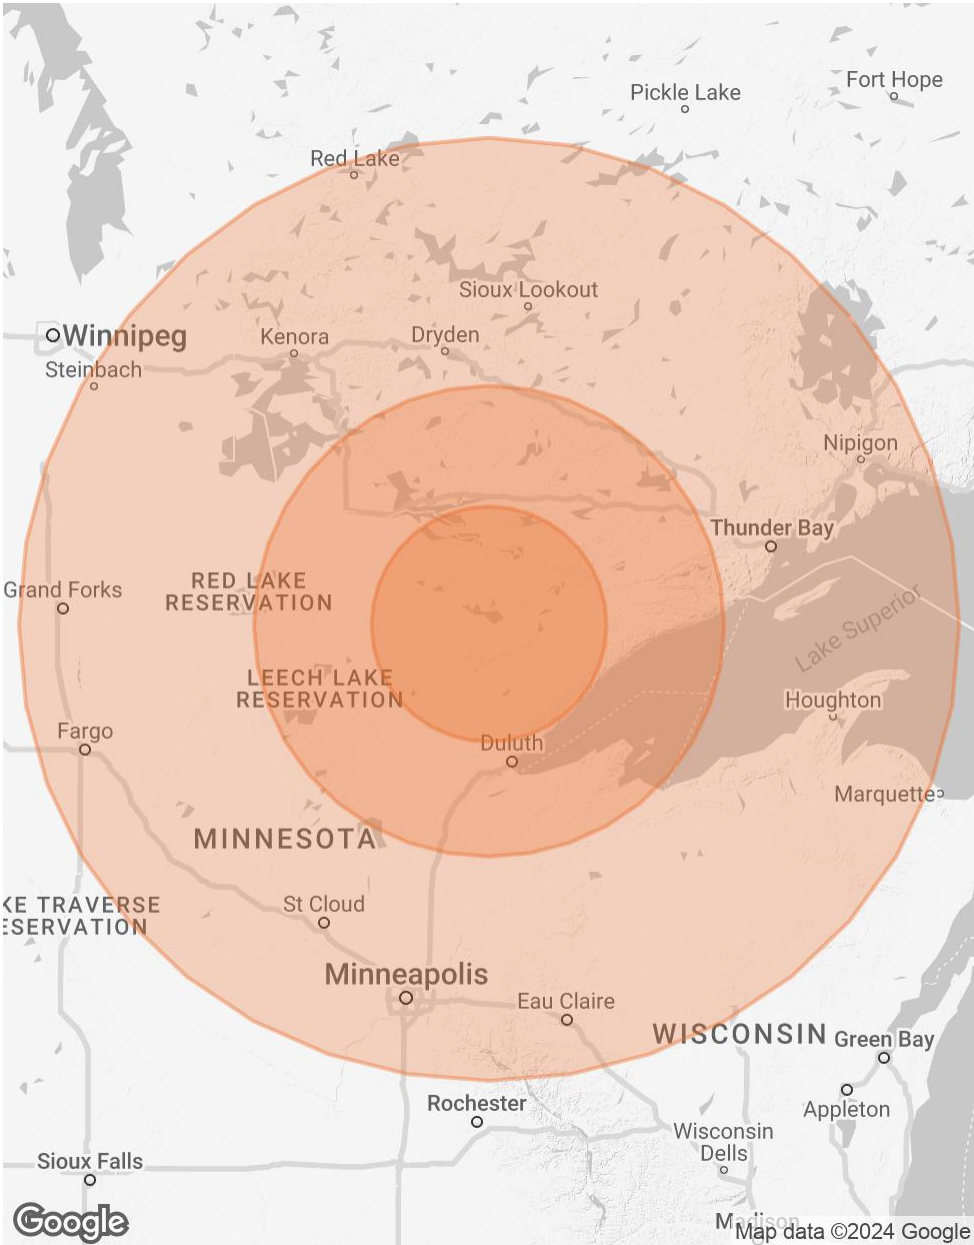 Pickle Lake
Fort Hope
Red Lake
Sioux Lookout
Winnipeg
Kenora
Dryden
Steinbach
Nipigon
Thunder Bay
Grand Forks
RED LAKE
RESERVATION
Lake Superior
LEECH LAKE
RESERVATION
Houghton
Fargo
Duluth
Marquette
MINNESOTA
KE TRAVERSE
ESERVATION
St Cloud
Minneapolis
Eau Claire
WISCONSIN
Green Bay
Rochester
Appleton
Wisconsin
Dells
Sioux Falls
Madison
Google
Map data ©2024 Google